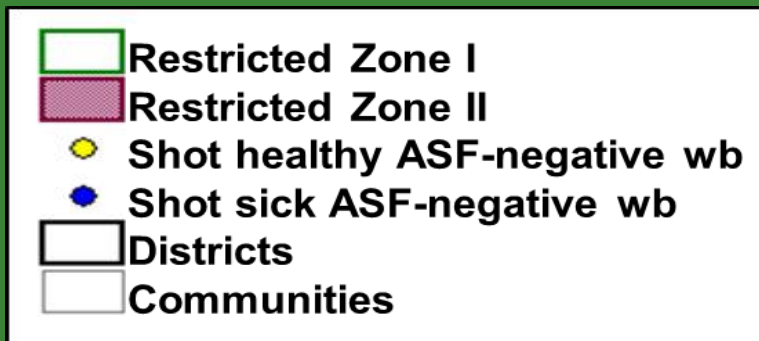 Restricted Zone I
Restricted Zone II
Shot healthy ASF-negative wb
Shot sick ASF-negative wb
Districts
Communities